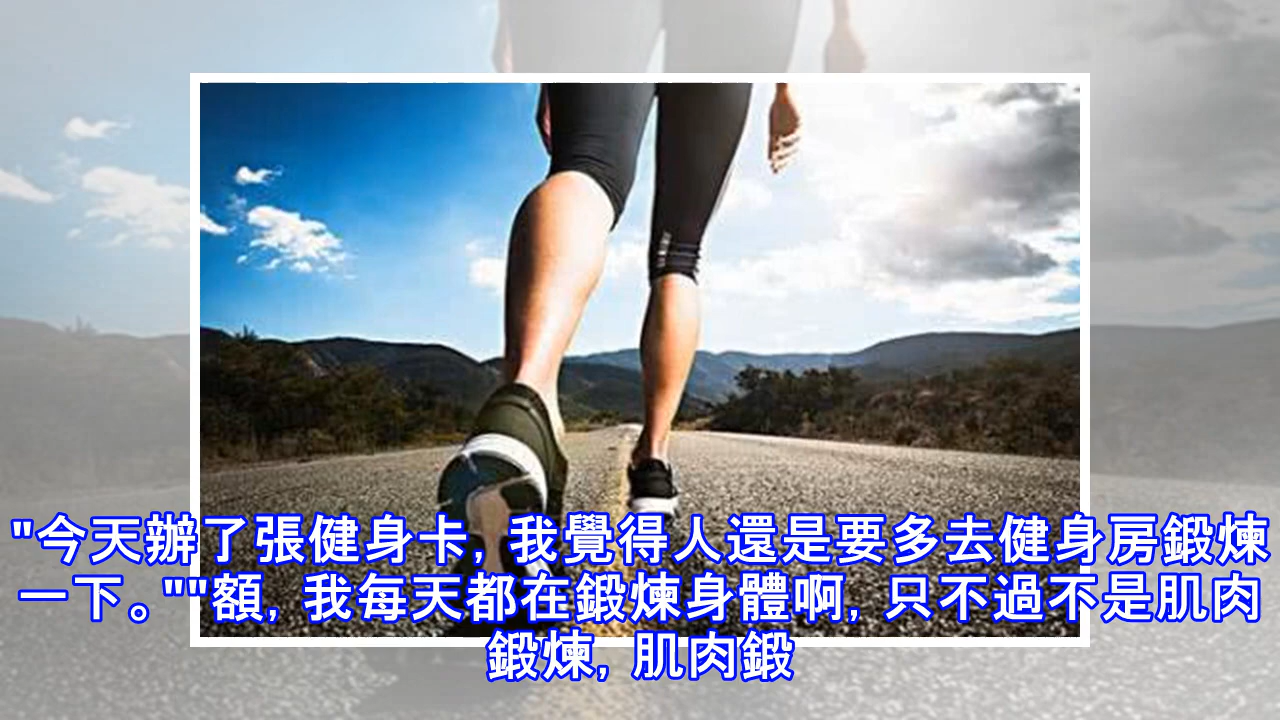 "今天辦了張健身卡, 我覺得人還是要多去健身房鍛煉
一下。""額, 我每天都在鍛煉身體啊, 只不過不是肌肉
鍛煉, 肌肉鍛